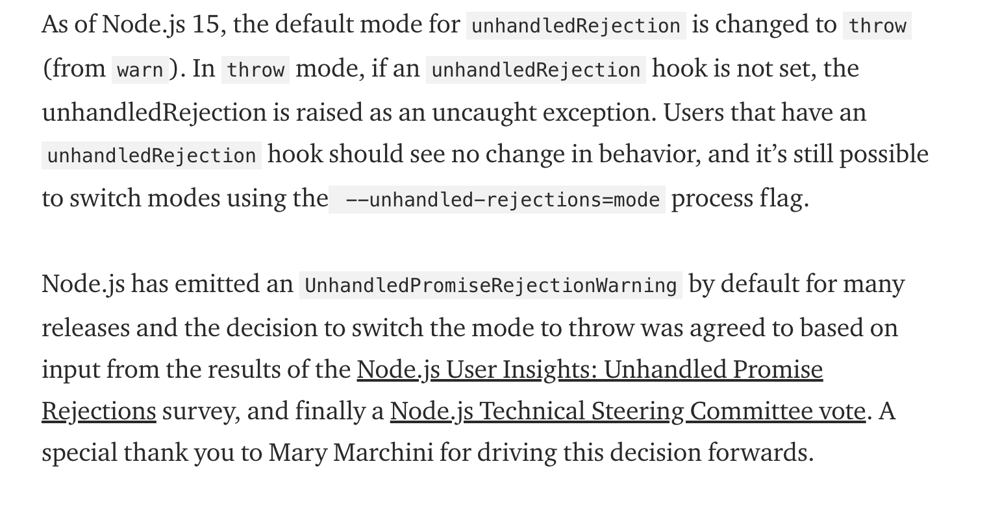 As of Node.js 15, the default mode for unhandledRejection is changed to throw
(from warn). In throw mode, if an unhandledRejection hook is not set, the
unhandledRejection is raised as an uncaught exception. Users that have an
unhandledRejection hook should see no change in behavior, and it’s still possible
to switch modes using the --unhandled-rejections=mode process flag.
Node.js has emitted an UnhandledPromiseRejectionWarning by default for many
releases and the decision to switch the mode to throw was agreed to based on
input from the results of the Node.js User Insights: Unhandled Promise
Rejections survey, and finally a Node.js Technical Steering Committee vote. A
special thank you to Mary Marchini for driving this decision forwards.